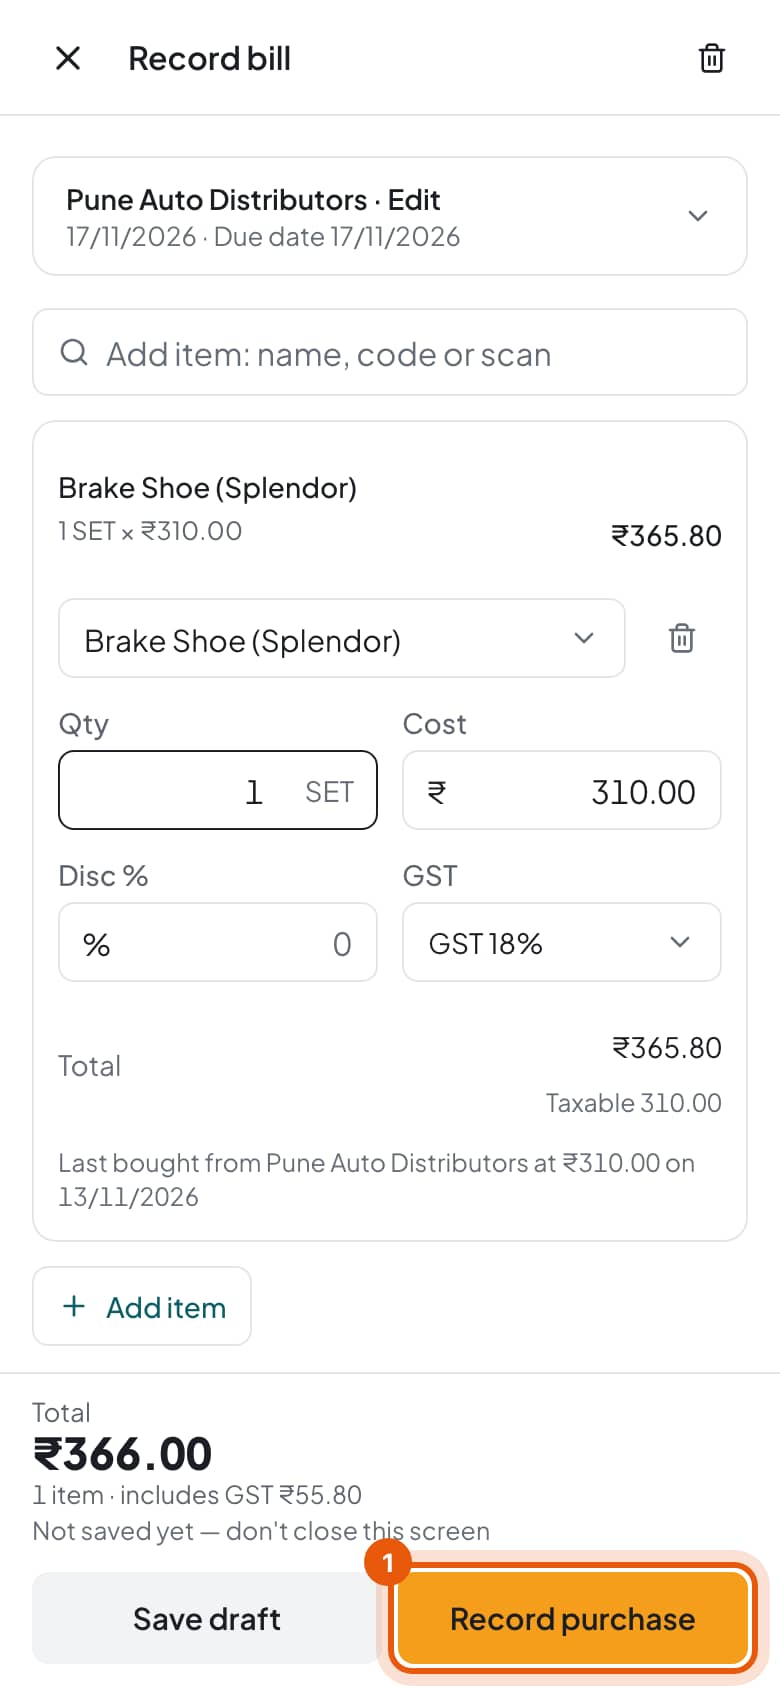 Record bill
Pune Auto Distributors · Edit
17/11/2026 · Due date 17/11/2026
Add item: name, code or scan
Brake Shoe (Splendor)
1 SET × ₹310.00
₹365.80
Brake Shoe (Splendor)
Qty
Cost
1 SET
₹ 310.00
Disc %
GST
% 0
GST 18%
Total
₹365.80
Taxable 310.00
Last bought from Pune Auto Distributors at ₹310.00 on
13/11/2026
+ Add item
Total
₹366.00
1 item · includes GST ₹55.80
Not saved yet — don't close this screen
1
Save draft
Record purchase